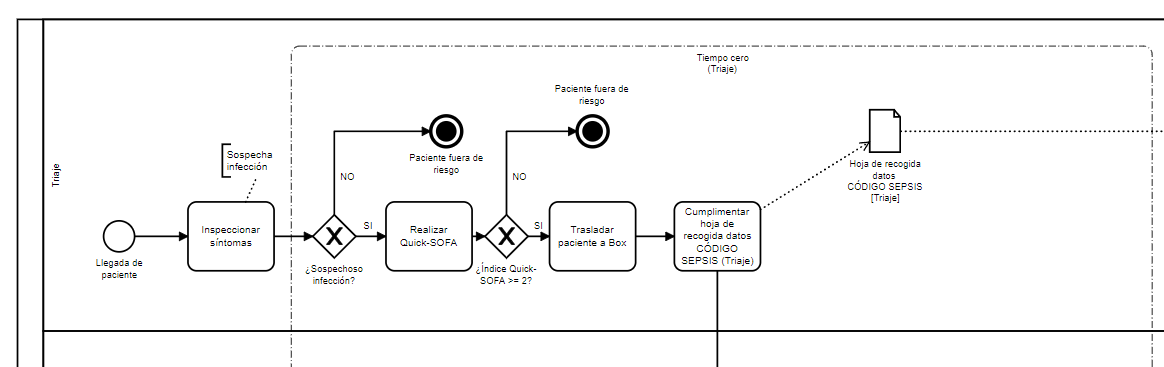 Triaje
Tiempo cero
(Triaje)
Llegada de
paciente
Sospecha
infección
Inspeccionar
síntomas
¿Sospechoso
infección?
NO
Paciente fuera de
riesgo
SI
Realizar
Quick-SOFA
¿Índice Quick-
SOFA >= 2?
NO
Paciente fuera de
riesgo
SI
Trasladar
paciente a Box
Cumplimentar
hoja de
recogida datos
CÓDIGO
SEPSIS (Triaje)
Hoja de recogida
datos
CÓDIGO SEPSIS
[Triaje]